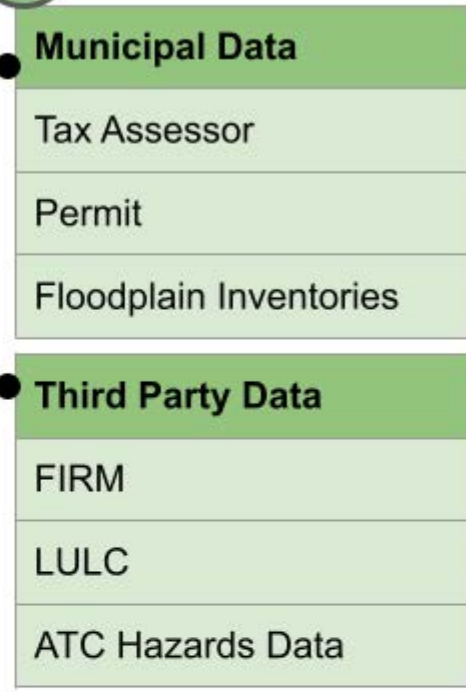 Municipal Data
Tax Assessor
Permit
Floodplain Inventories
Third Party Data
FIRM
LULC
ATC Hazards Data